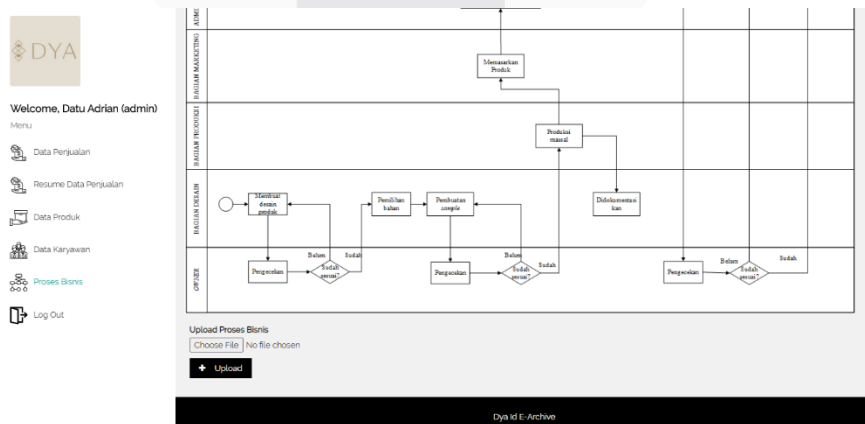 DYA
Welcome, Datu Adrian (admin)
Menu
Data Penjualan
Resume Data Penjualan
Data Produk
Data Karyawan
Proses Bisnis
Log Out
ADMI
BAGIAN MARKETING
Memasarkan
Produk
BAGIAN PRODUKSI
Produksi
massal
BAGIAN DESAIN
Membuat
desain
produk
Pemilihan
bahan
Pembuatan
sample
Didokumentasi
kan
OWNER
Pengecekan
Belum
Sudah
Sudah
sesuai?
Pengecekan
Belum
Sudah
Sudah
sesuai?
Pengecekan
Belum
Sudah
Sudah
sesuai?
Upload Proses Bisnis
Choose File No file chosen
+ Upload
Dya Id E-Archive